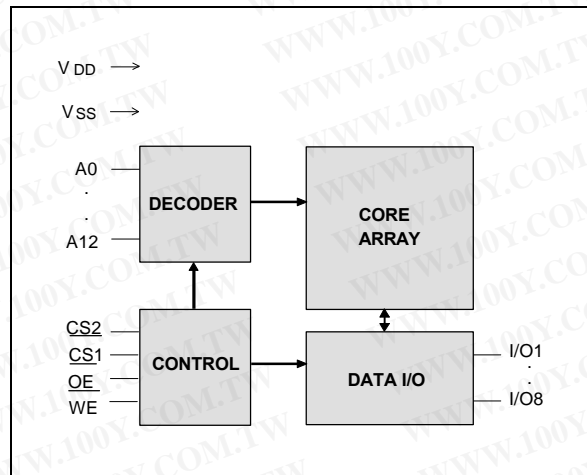 V DD
VSS
A0
.
.
A12
DECODER
CORE
ARRAY
CS2
CS1
OE
WE
CONTROL
DATA I/O
I/O1
.
.
I/O8
WWW.100Y.COM.TW